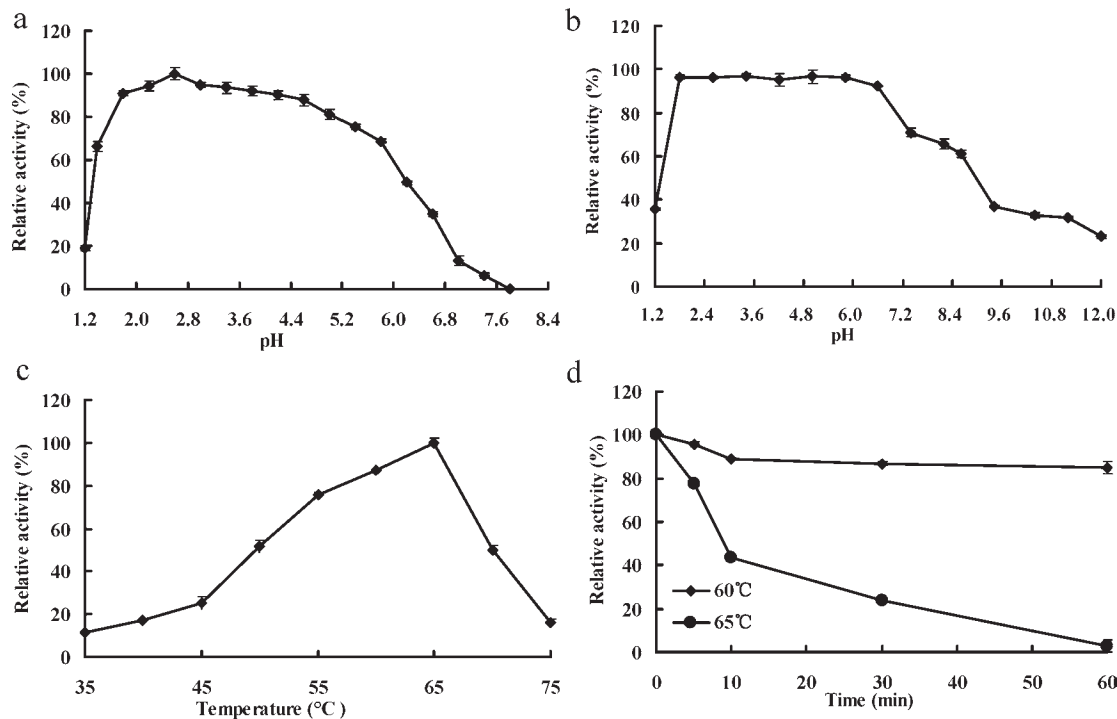 a
Relative activity (%)
120
100
80
60
40
20
0
1.2 2.0 2.8 3.6 4.4 5.2 6.0 6.8 7.6 8.4
pH
b
Relative activity (%)
120
100
80
60
40
20
0
1.2 2.4 3.6 4.8 6.0 7.2 8.4 9.6 10.8 12.0
pH
c
Relative activity (%)
120
100
80
60
40
20
0
35 45 55 65 75
Temperature (°C )
d
Relative activity (%)
120
100
80
60
40
20
0
60℃
65℃
0 10 20 30 40 50 60
Time (min)